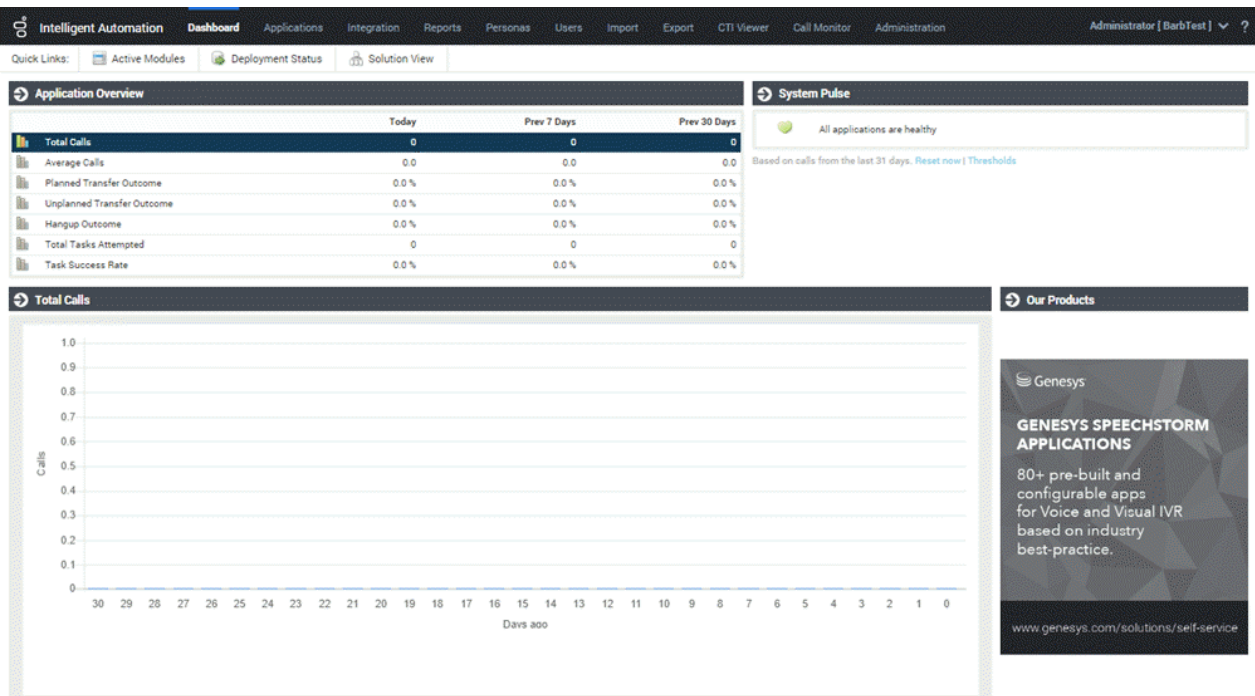 Intelligent Automation Dashboard Applications Integration Reports Personas Users Import Export CTI Viewer Call Monitor Administration Administrator [ BarbTest ] ?
Quick Links: Active Modules Deployment Status Solution View
Application Overview
Today Prev 7 Days Prev 30 Days
Total Calls 0 0 0
Average Calls 0.0 0.0 0.0
Planned Transfer Outcome 0.0 % 0.0 % 0.0 %
Unplanned Transfer Outcome 0.0 % 0.0 % 0.0 %
Hangup Outcome 0.0 % 0.0 % 0.0 %
Total Tasks Attempted 0 0 0
Task Success Rate 0.0 % 0.0 % 0.0 %
System Pulse
All applications are healthy
Based on calls from the last 31 days. Reset now | Thresholds
Total Calls
1.0
0.9
0.8
0.7
0.6
0.5
0.4
0.3
0.2
0.1
0
Calls
30 29 28 27 26 25 24 23 22 21 20 19 18 17 16 15 14 13 12 11 10 9 8 7 6 5 4 3 2 1 0
Days ago
Our Products
Genesys
GENESYS SPEECHSTORM
APPLICATIONS
80+ pre-built and
configurable apps
for Voice and Visual IVR
based on industry
best-practice.
www.genesys.com/solutions/self-service